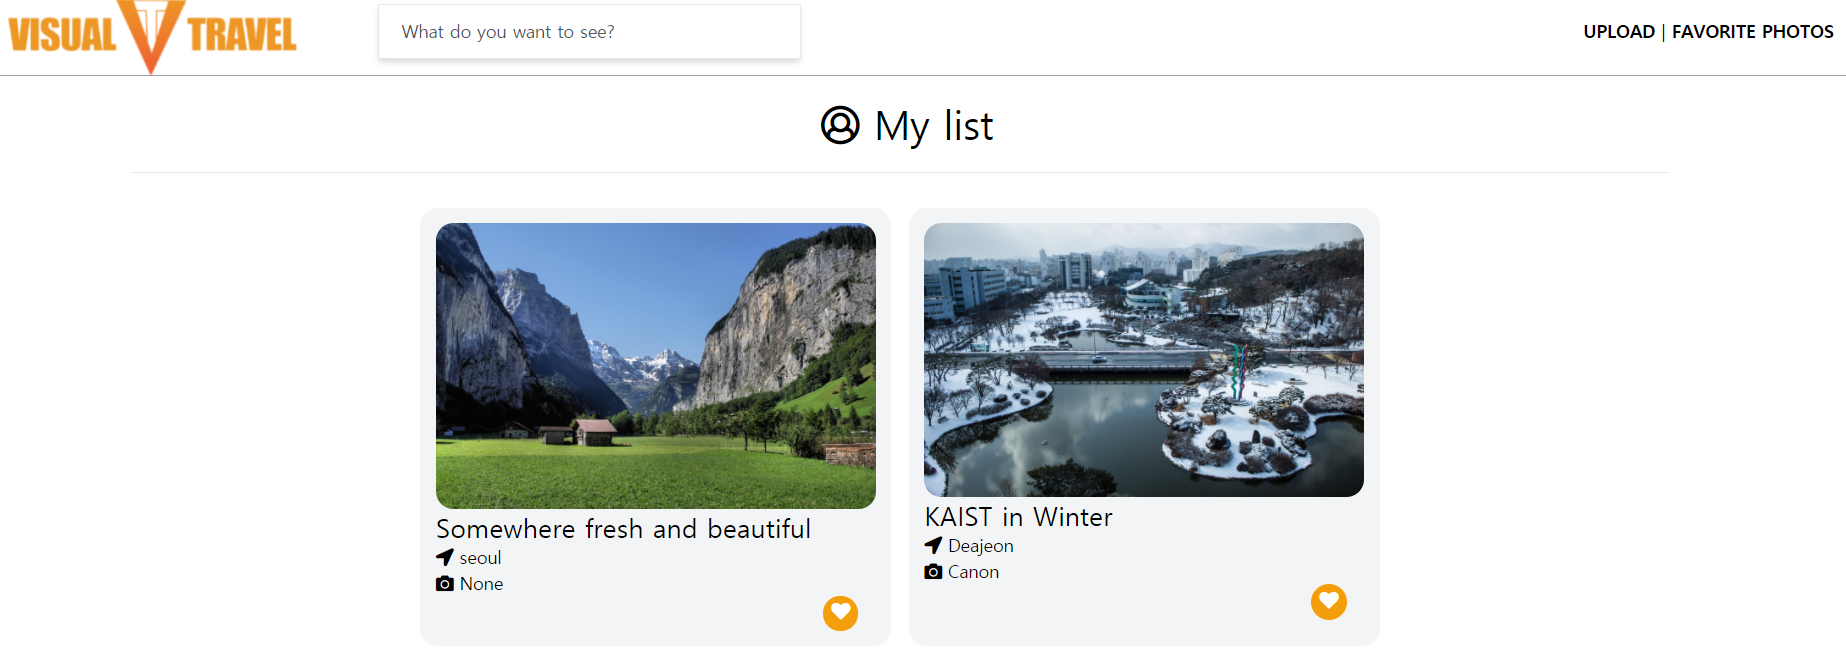 VISUAL TRAVEL
What do you want to see?
UPLOAD | FAVORITE PHOTOS
My list
Somewhere fresh and beautiful
seoul
None
KAIST in Winter
Deajeon
Canon